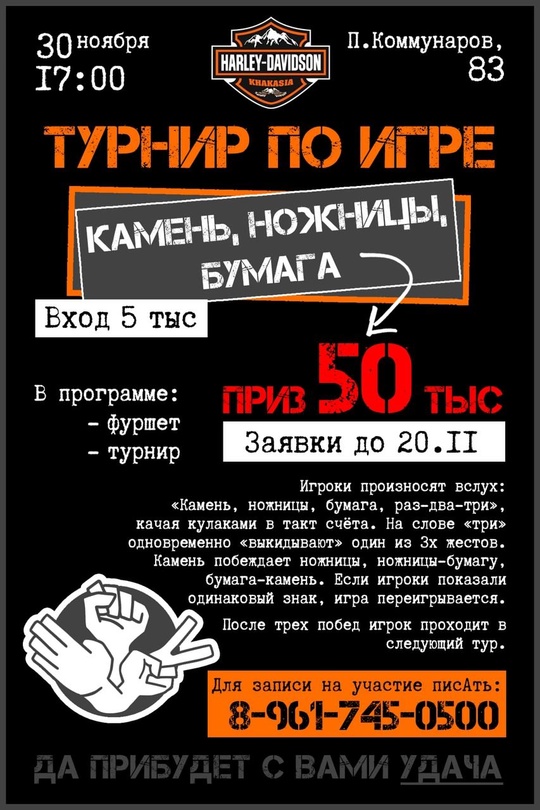 30 ноября
17:00
HARLEY-DAVIDSON
KHAKASIA
П.Коммунаров,
83
ТУРНИР ПО ИГРЕ
КАМЕНЬ, НОЖНИЦЫ,
БУМАГА
Вход 5 тыс
В программе:
- фуршет
- турнир
ПРИЗ 50 ТЫС
Заявки до 20.11
Игроки произносят вслух:
«Камень, ножницы, бумага, раз-два-три»,
качая кулаками в такт счёта. На слове «три»
одновременно «выкидывают» один из 3х жестов.
Камень побеждает ножницы, ножницы-бумагу,
бумага-камень. Если игроки показали
одинаковый знак, игра переигрывается.
После трех побед игрок проходит в
следующий тур.
Для записи на участие писАть:
8-961-745-0500
ДА ПРИБУДЕТ С ВАМИ УДАЧА